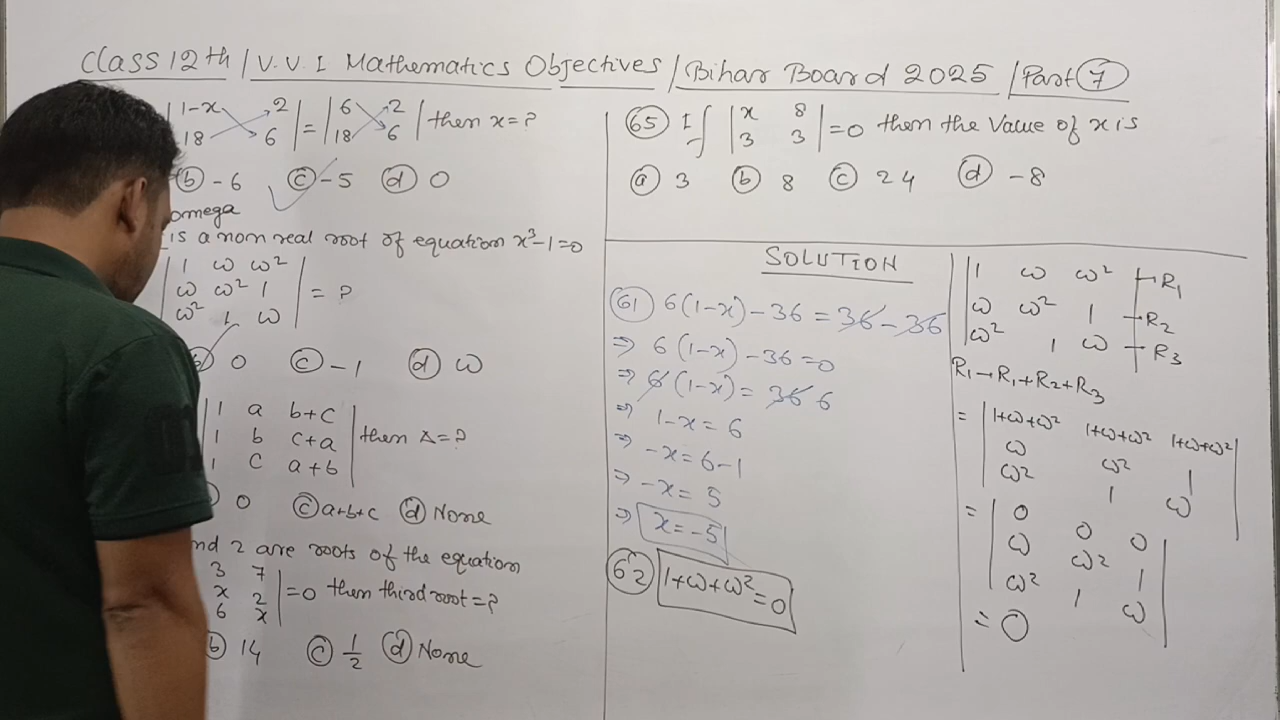 Class 12th / V.V.I Mathematics Objectives / Bihar Board 2025 / Part 7
|1-x 2| = |6 2| then x=?
|18 6| |18 6|
(b) -6 (c) -5 (d) 0
omega
is a non real root of equation x³-1=0
|1 ω ω²|
|ω ω² 1| = ?
|ω² 1 ω|
0 (c) -1 (d) ω
|1 a b+c|
|1 b c+a| then Δ=?
|1 c a+b|
0 (c) a+b+c (d) None
nd 2 are roots of the equation
3 7|
x 2| =0 then third root=?
6 x|
(b) 14 (c) 1/2 (d) None
(65) If |x 8| =0 then the Value of x is
|3 3|
(a) 3 (b) 8 (c) 24 (d) -8
SOLUTION
(61) 6(1-x)-36 = 36-36
⇒ 6(1-x)-36=0
⇒ 6(1-x) = 36 6
⇒ 1-x = 6
⇒ -x = 6-1
⇒ -x = 5
⇒ x = -5
(62) 1+ω+ω²=0
|1 ω ω²| R1
|ω ω² 1| R2
|ω² 1 ω| R3
R1→R1+R2+R3
= |1+ω+ω² 1+ω+ω² 1+ω+ω²|
|ω ω² 1|
|ω² 1 ω|
= |0 0 0|
|ω ω² 1|
|ω² 1 ω|
= 0